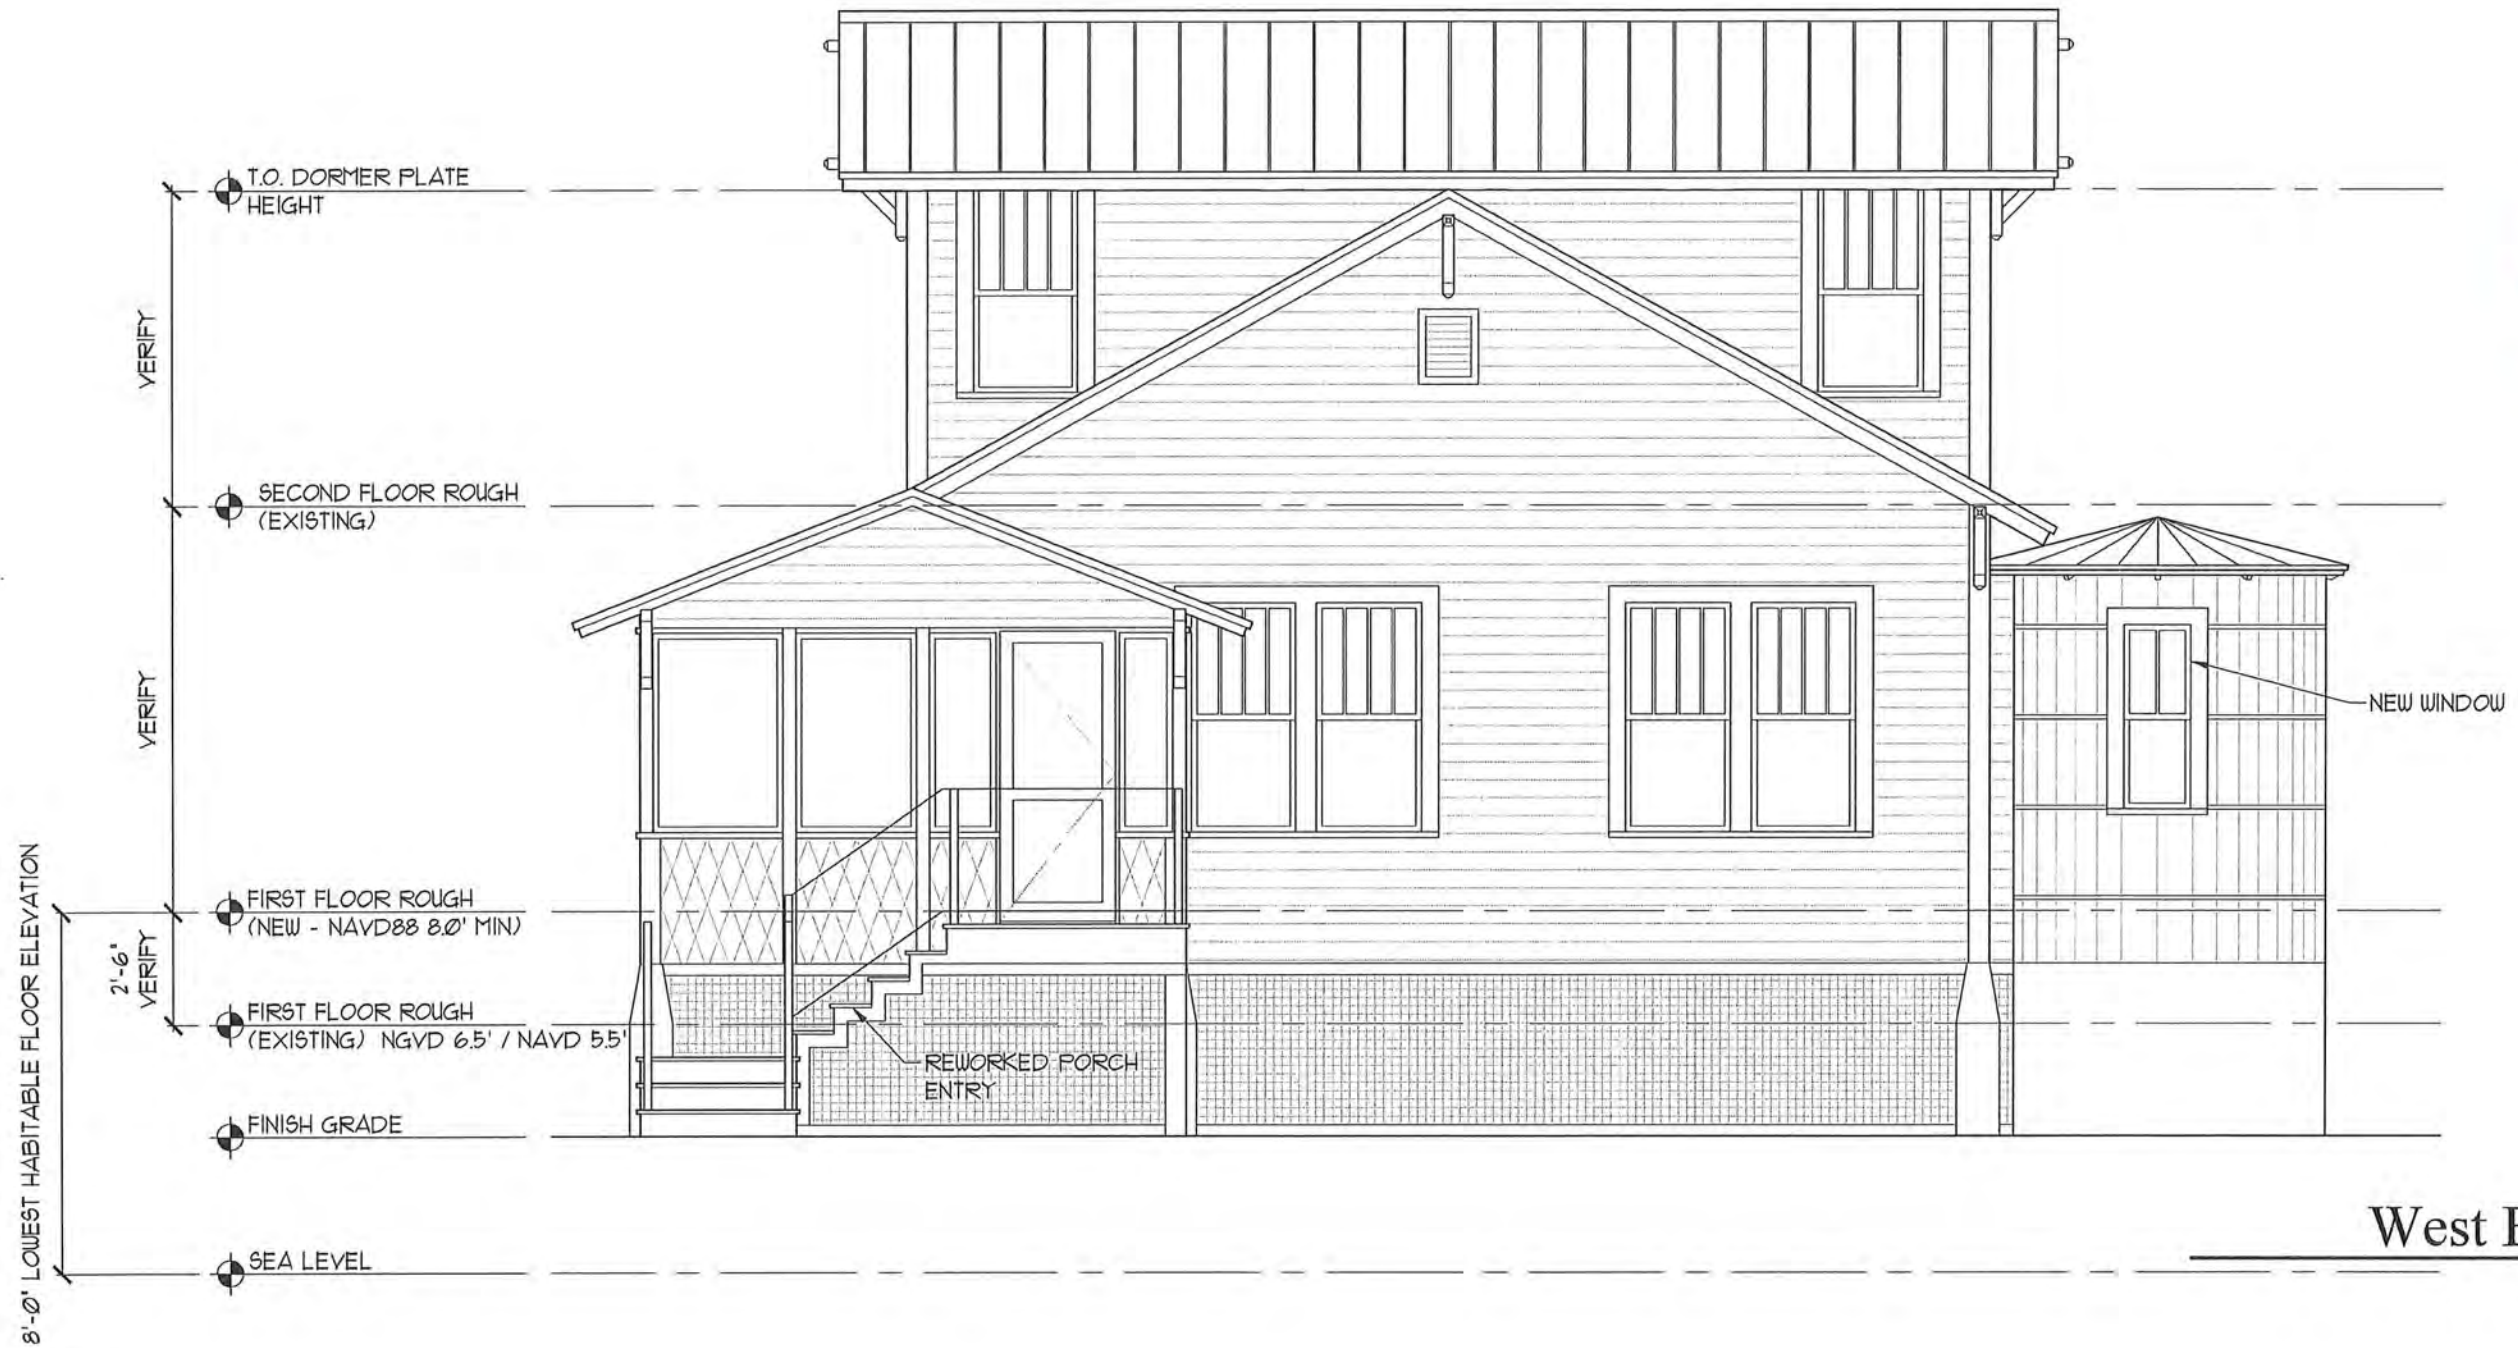 T.O. DORMER PLATE
HEIGHT
VERIFY
SECOND FLOOR ROUGH
(EXISTING)
VERIFY
NEW WINDOW
FIRST FLOOR ROUGH
(NEW - NAVD88 8.0' MIN)
2'-6"
VERIFY
FIRST FLOOR ROUGH
(EXISTING) NGVD 6.5' / NAVD 5.5'
REWORKED PORCH
ENTRY
FINISH GRADE
8'-0" LOWEST HABITABLE FLOOR ELEVATION
SEA LEVEL
West